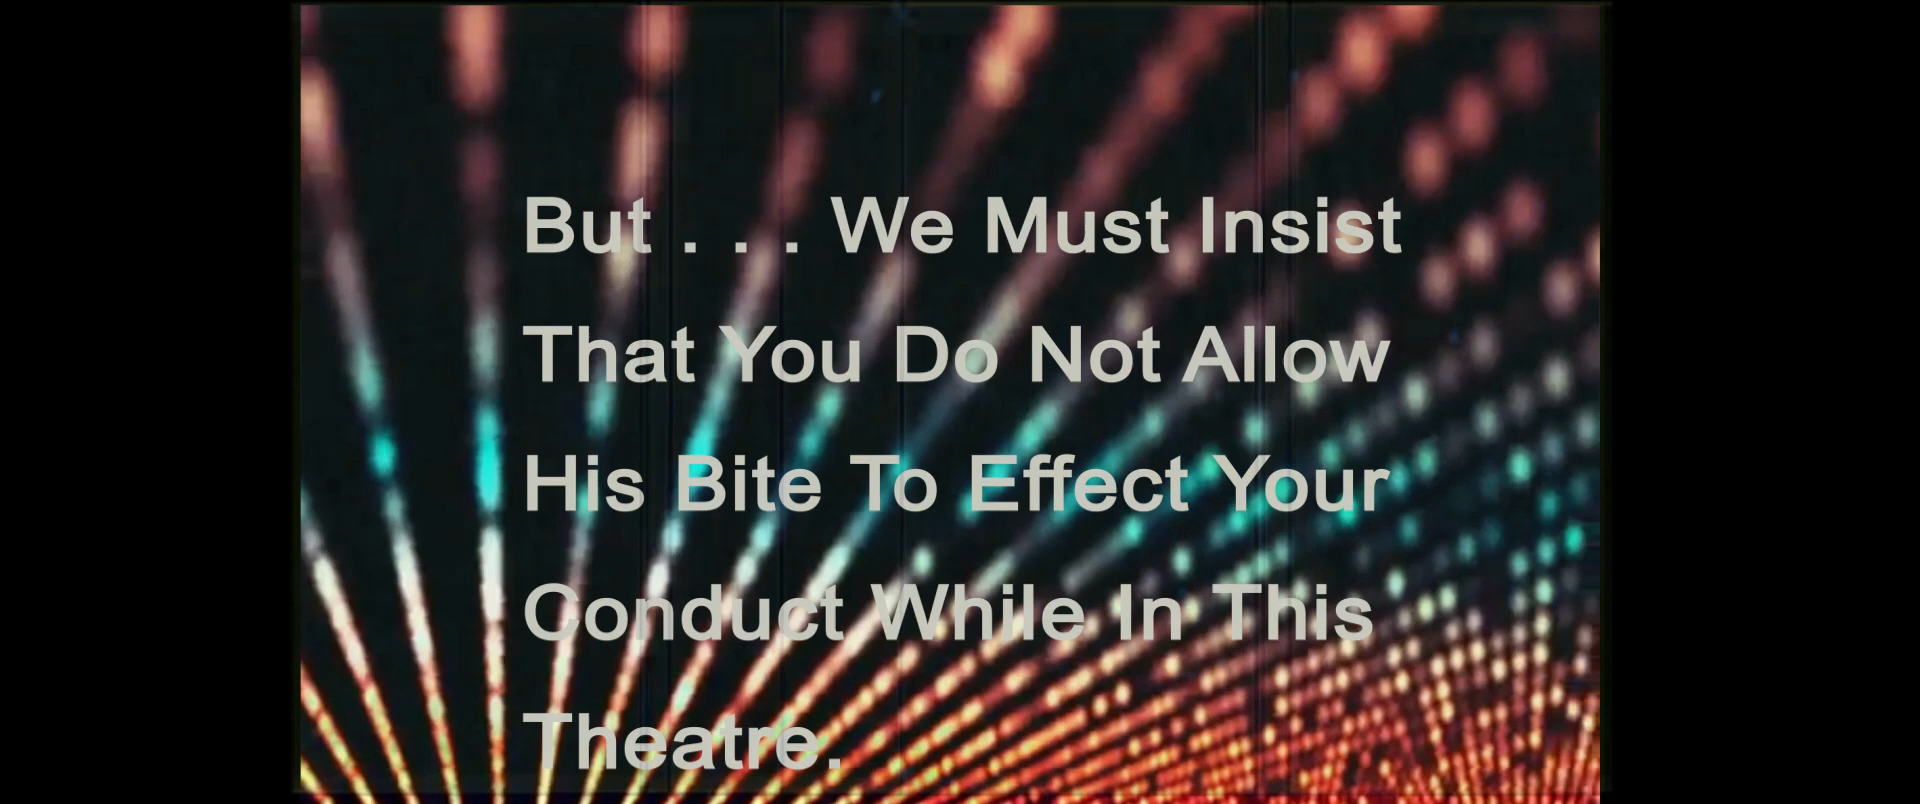 But . . . We Must Insist
That You Do Not Allow
His Bite To Effect Your
Conduct While In This
Theatre.